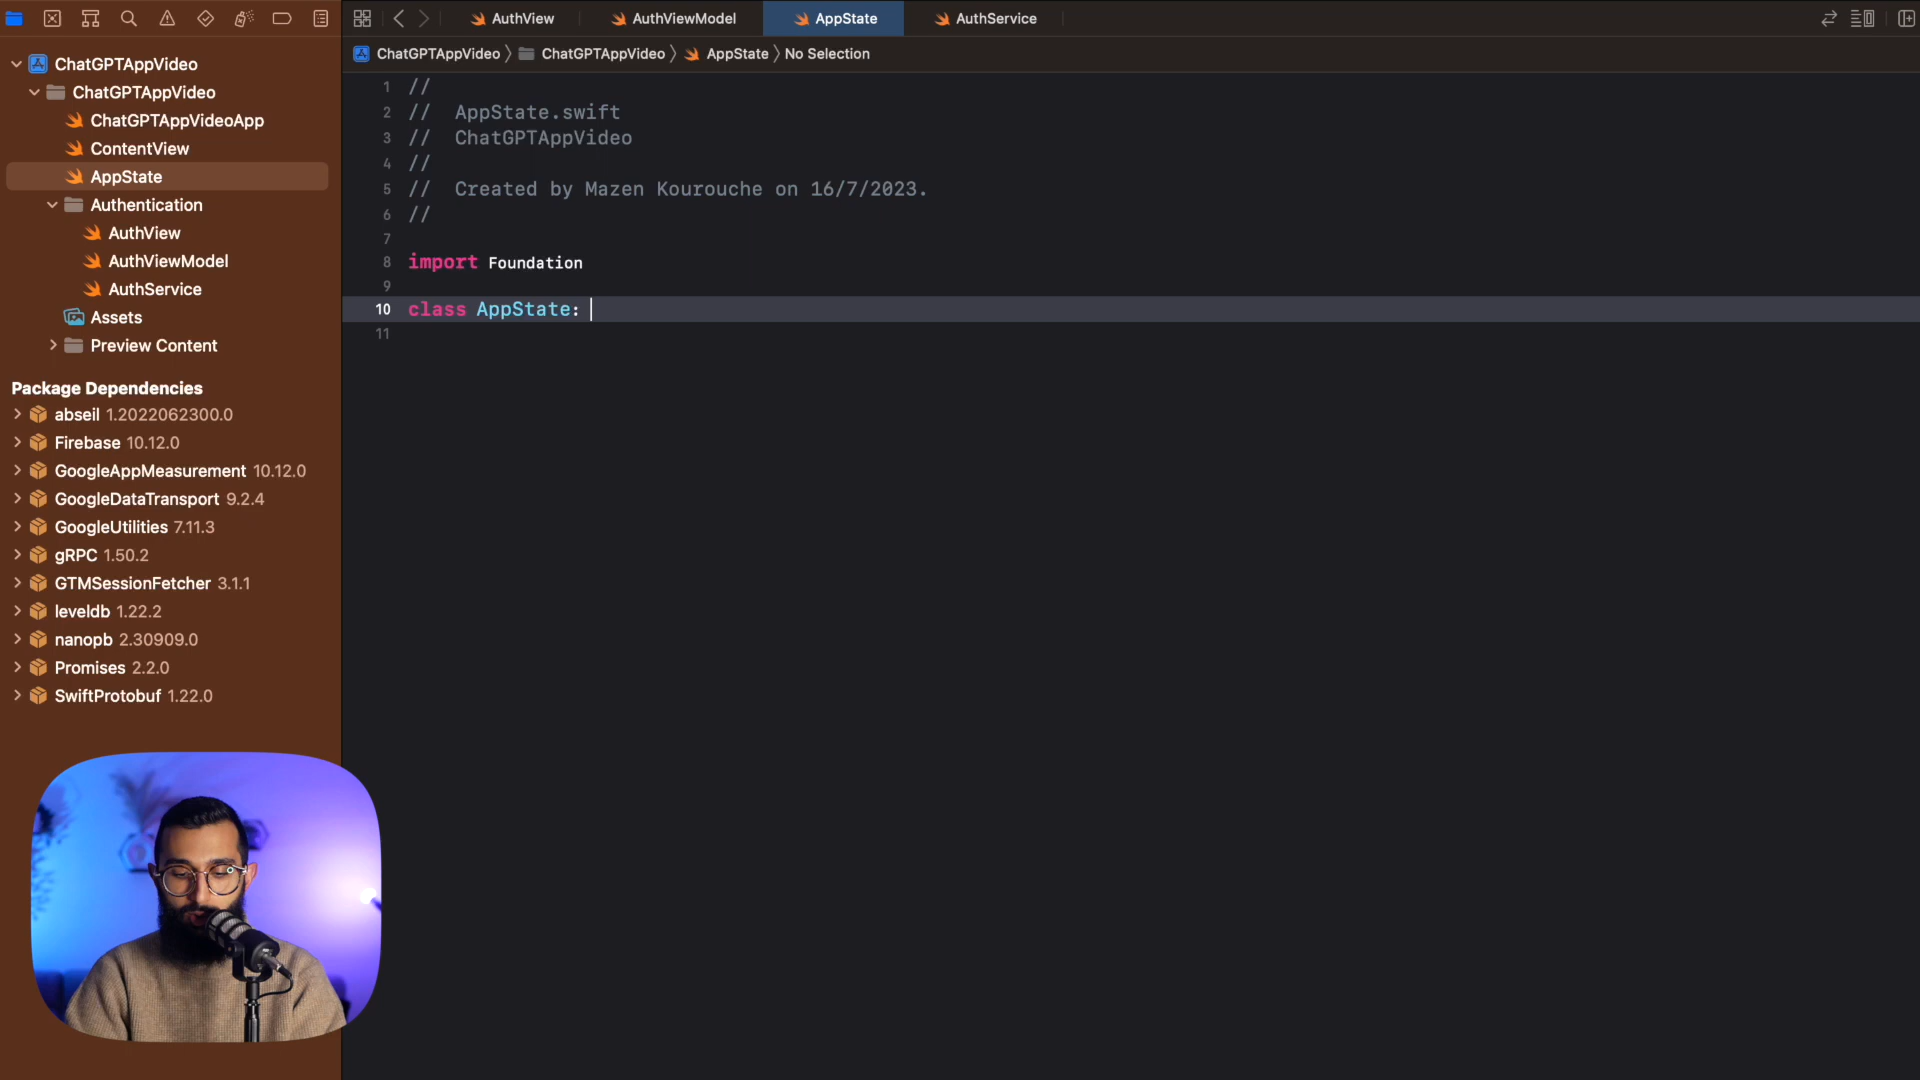 AuthView
AuthViewModel
AppState
AuthService
ChatGPTAppVideo
ChatGPTAppVideo
AppState
No Selection
ChatGPTAppVideo
ChatGPTAppVideo
ChatGPTAppVideoApp
ContentView
AppState
Authentication
AuthView
AuthViewModel
AuthService
Assets
Preview Content
Package Dependencies
abseil 1.2022062300.0
Firebase 10.12.0
GoogleAppMeasurement 10.12.0
GoogleDataTransport 9.2.4
GoogleUtilities 7.11.3
gRPC 1.50.2
GTMSessionFetcher 3.1.1
leveldb 1.22.2
nanopb 2.30909.0
Promises 2.2.0
SwiftProtobuf 1.22.0
1 //
2 // AppState.swift
3 // ChatGPTAppVideo
4 //
5 // Created by Mazen Kourouche on 16/7/2023.
6 //
7
8 import Foundation
9
10 class AppState:
11